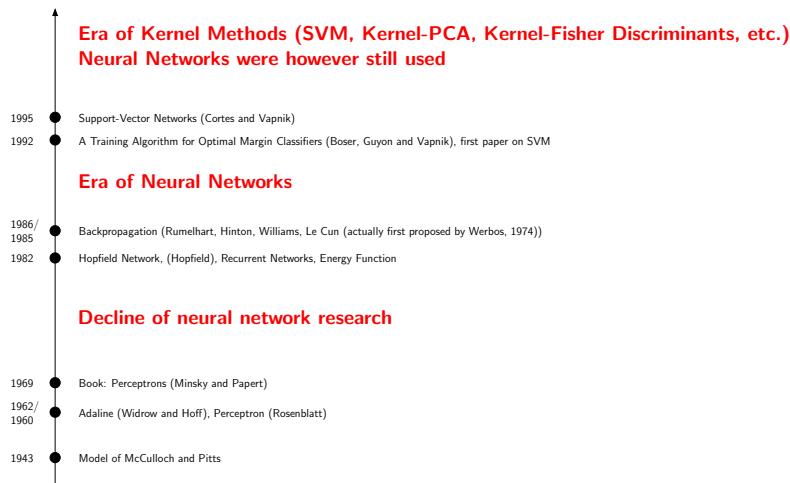 Era of Kernel Methods (SVM, Kernel-PCA, Kernel-Fisher Discriminants, etc.)
Neural Networks were however still used
1995 Support-Vector Networks (Cortes and Vapnik)
1992 A Training Algorithm for Optimal Margin Classifiers (Boser, Guyon and Vapnik), first paper on SVM
Era of Neural Networks
1986/
1985
Backpropagation (Rumelhart, Hinton, Williams, Le Cun (actually first proposed by Werbos, 1974))
1982 Hopfield Network, (Hopfield), Recurrent Networks, Energy Function
Decline of neural network research
1969 Book: Perceptrons (Minsky and Papert)
1962/
1960
Adaline (Widrow and Hoff), Perceptron (Rosenblatt)
1943 Model of McCulloch and Pitts